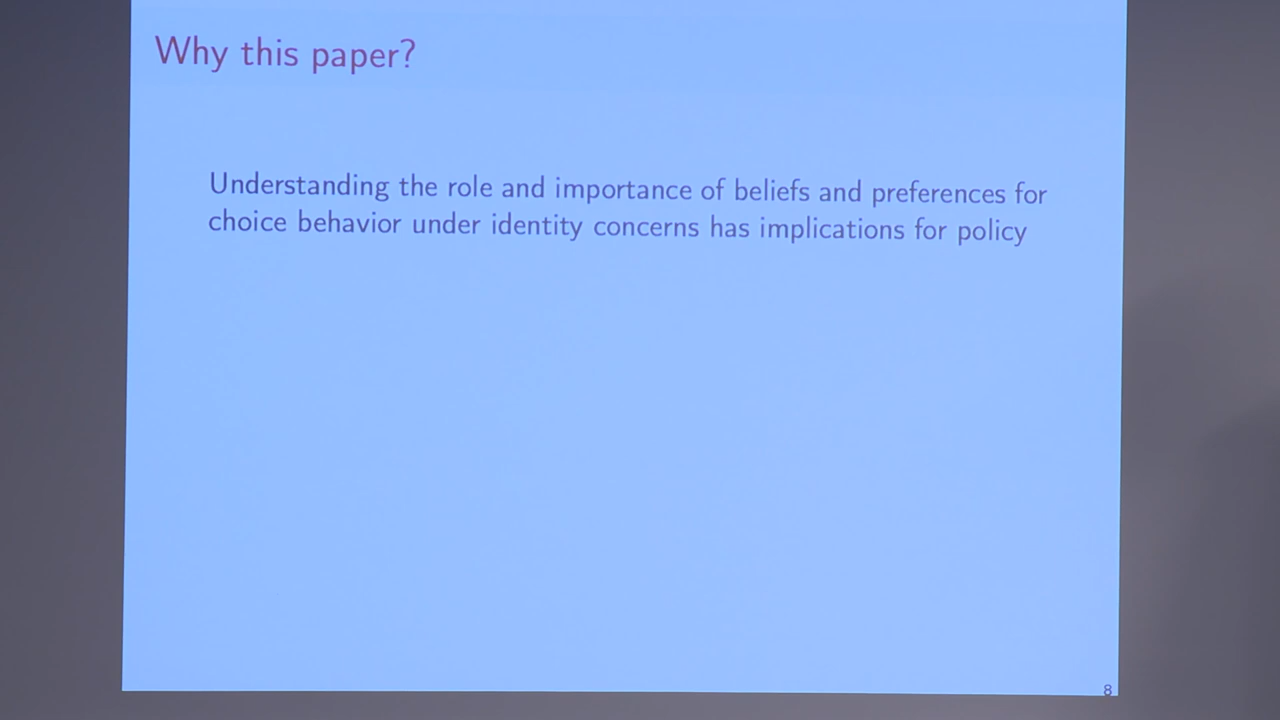 Why this paper?
Understanding the role and importance of beliefs and preferences for
choice behavior under identity concerns has implications for policy
8